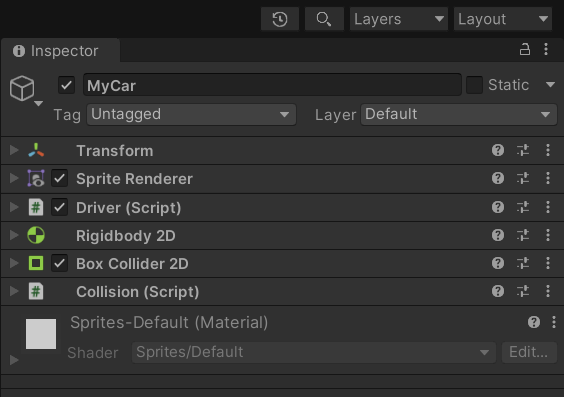 Layers Layout
Inspector
MyCar Static
Tag Untagged Layer Default
Transform
Sprite Renderer
# Driver (Script)
Rigidbody 2D
Box Collider 2D
# Collision (Script)
Sprites-Default (Material)
Shader Sprites/Default Edit...